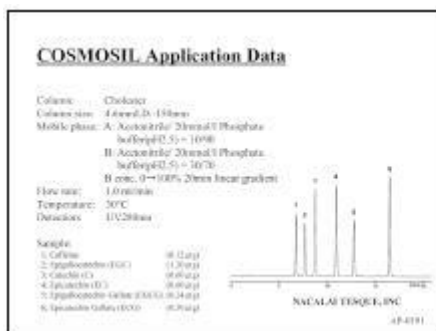 COSMOSIL Application Data
Column: Cholester
Column size: 4.6mmI.D.-150mm
Mobile phase: A: Acetonitrile/ 20mmol/l Phosphate
buffer(pH2.5) = 10/90
B: Acetonitrile/ 20mmol/l Phosphate
buffer(pH2.5) = 30/70
B conc. 0→100% 20min linear gradient
Flow rate: 1.0 ml/min
Temperature: 30°C
Detection: UV280nm
Sample:
1; Caffeine
2; Epigallocatechin (EGC)
3; Catechin (C)
4; Epicatechin (EC)
5; Epigallocatechin Gallate (EGCG)
6; Epicatechin Gallate (ECG)
NACALAI TESQUE, INC